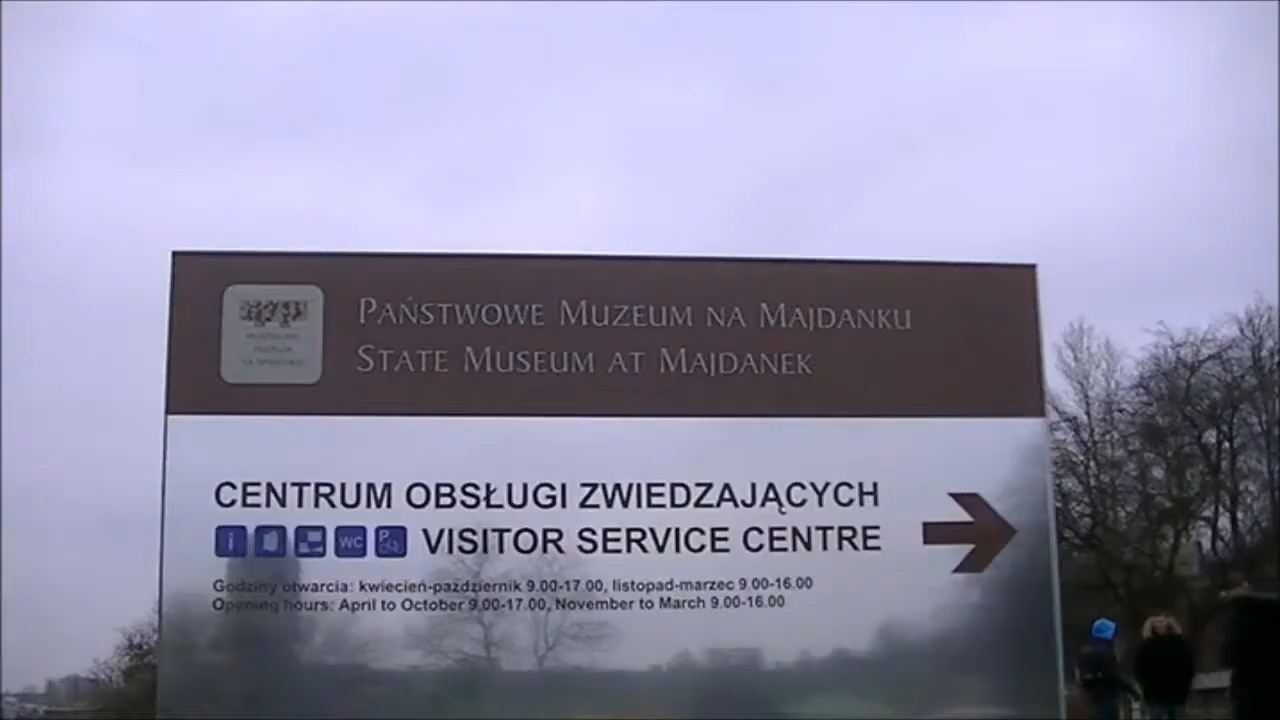 PAŃSTWOWE MUZEUM NA MAJDANKU
STATE MUSEUM AT MAJDANEK
CENTRUM OBSŁUGI ZWIEDZAJĄCYCH
i WC P VISITOR SERVICE CENTRE
Godziny otwarcia: kwiecień-październik 9.00-17.00, listopad-marzec 9.00-16.00
Opening hours: April to October 9.00-17.00, November to March 9.00-16.00